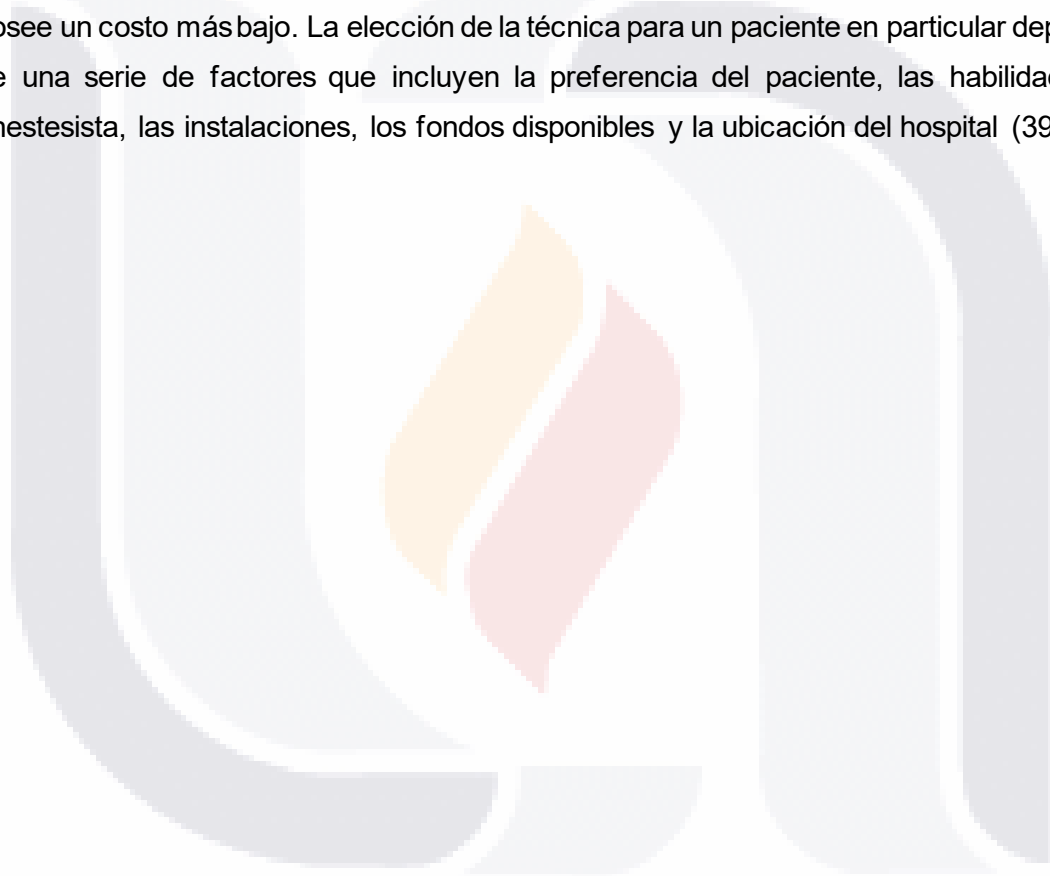 osee un costo más bajo. La elección de la técnica para un paciente en particular dep
e una serie de factores que incluyen la preferencia del paciente, las habilidad
nestesista, las instalaciones, los fondos disponibles y la ubicación del hospital (39